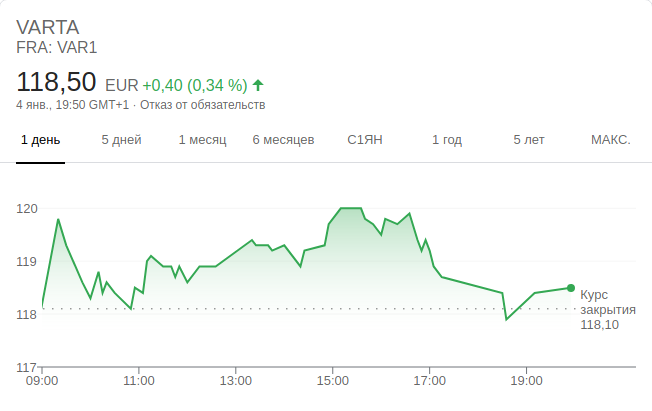 VARTA
FRA: VAR1
118,50 EUR +0,40 (0,34 %)
4 янв., 19:50 GMT+1 · Отказ от обязательств
1 день 5 дней 1 месяц 6 месяцев С1ЯН 1 год 5 лет МАКС.
120
119
118
117
Курс
закрытия
118,10
09:00 11:00 13:00 15:00 17:00 19:00